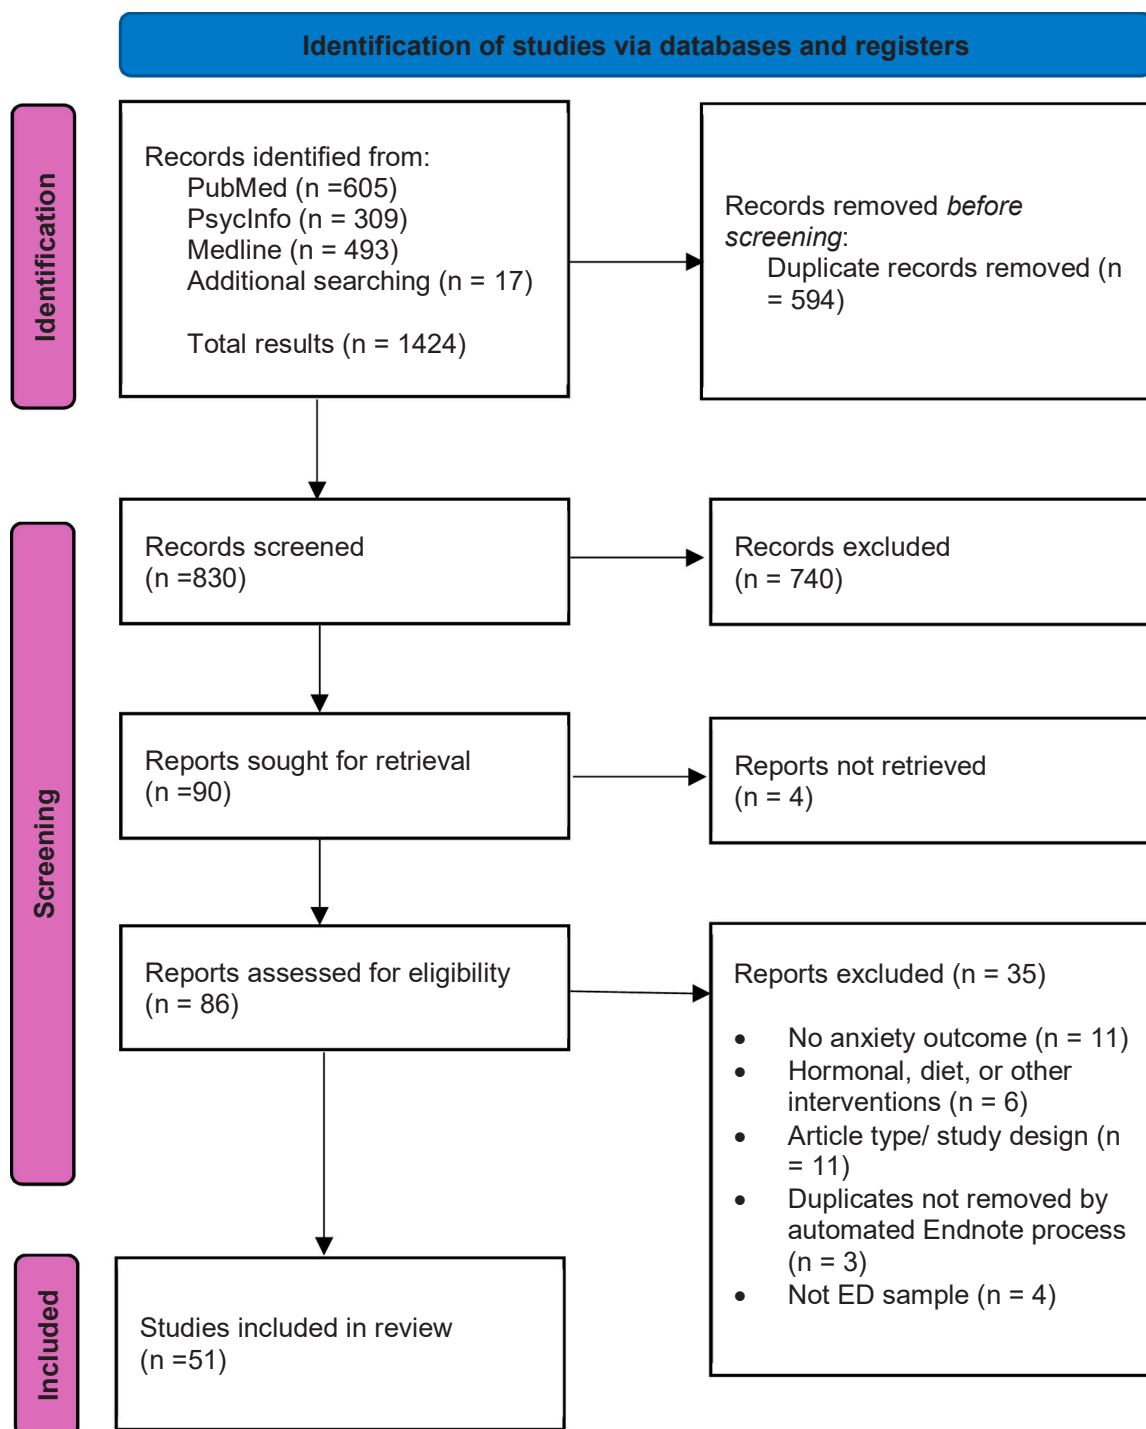 Identification of studies via databases and registers
Identification
Records identified from:
PubMed (n =605)
PsycInfo (n = 309)
Medline (n = 493)
Additional searching (n = 17)
Total results (n = 1424)
Records removed before
screening:
Duplicate records removed (n
= 594)
Screening
Records screened
(n =830)
Records excluded
(n = 740)
Reports sought for retrieval
(n =90)
Reports not retrieved
(n = 4)
Reports assessed for eligibility
(n = 86)
Reports excluded (n = 35)
• No anxiety outcome (n = 11)
• Hormonal, diet, or other
interventions (n = 6)
• Article type/ study design (n
= 11)
• Duplicates not removed by
automated Endnote process
(n = 3)
• Not ED sample (n = 4)
Included
Studies included in review
(n =51)